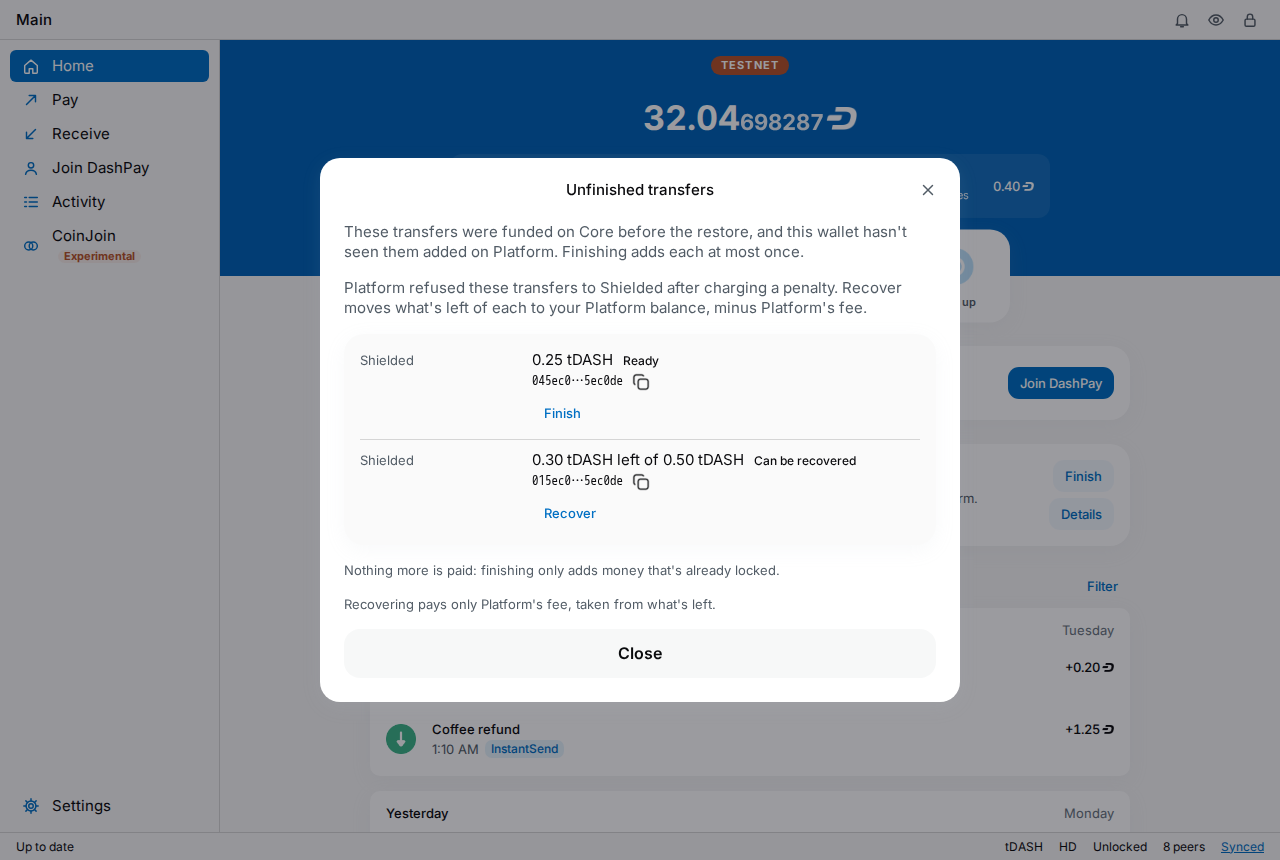 Main
Home
Pay
Receive
Join DashPay
Activity
CoinJoin
Experimental
Settings
TESTNET
32.04698287
es
0.40
up
Join DashPay
Finish
rm.
Details
Filter
Tuesday
+0.20
Coffee refund
+1.25
1:10 AM InstantSend
Yesterday
Monday
Unfinished transfers
These transfers were funded on Core before the restore, and this wallet hasn't
seen them added on Platform. Finishing adds each at most once.
Platform refused these transfers to Shielded after charging a penalty. Recover
moves what's left of each to your Platform balance, minus Platform's fee.
Shielded
0.25 tDASH Ready
045ec0⋯5ec0de
Finish
Shielded
0.30 tDASH left of 0.50 tDASH Can be recovered
015ec0⋯5ec0de
Recover
Nothing more is paid: finishing only adds money that's already locked.
Recovering pays only Platform's fee, taken from what's left.
Close
Up to date
tDASH HD Unlocked 8 peers Synced